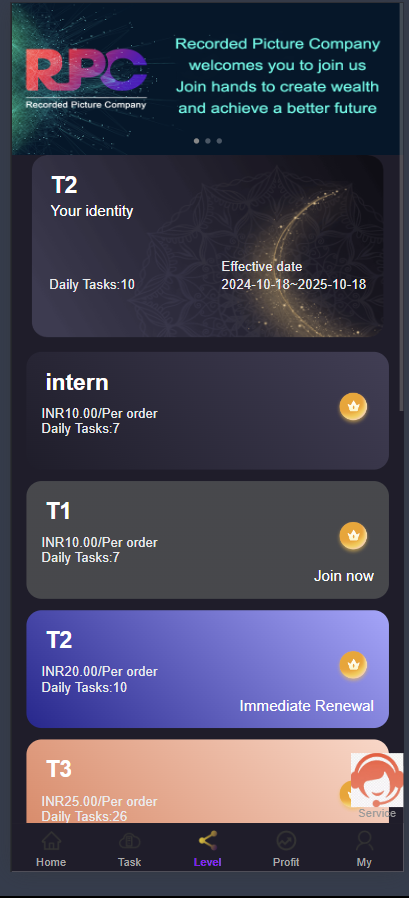 RPC
Recorded Picture Company
Recorded Picture Company
welcomes you to join us
Join hands to create wealth
and achieve a better future
T2
Your identity
Daily Tasks:10
Effective date
2024-10-18~2025-10-18
intern
INR10.00/Per order
Daily Tasks:7
T1
INR10.00/Per order
Daily Tasks:7
Join now
T2
INR20.00/Per order
Daily Tasks:10
Immediate Renewal
T3
INR25.00/Per order
Daily Tasks:26
Service
Home
Task
Level
Profit
My